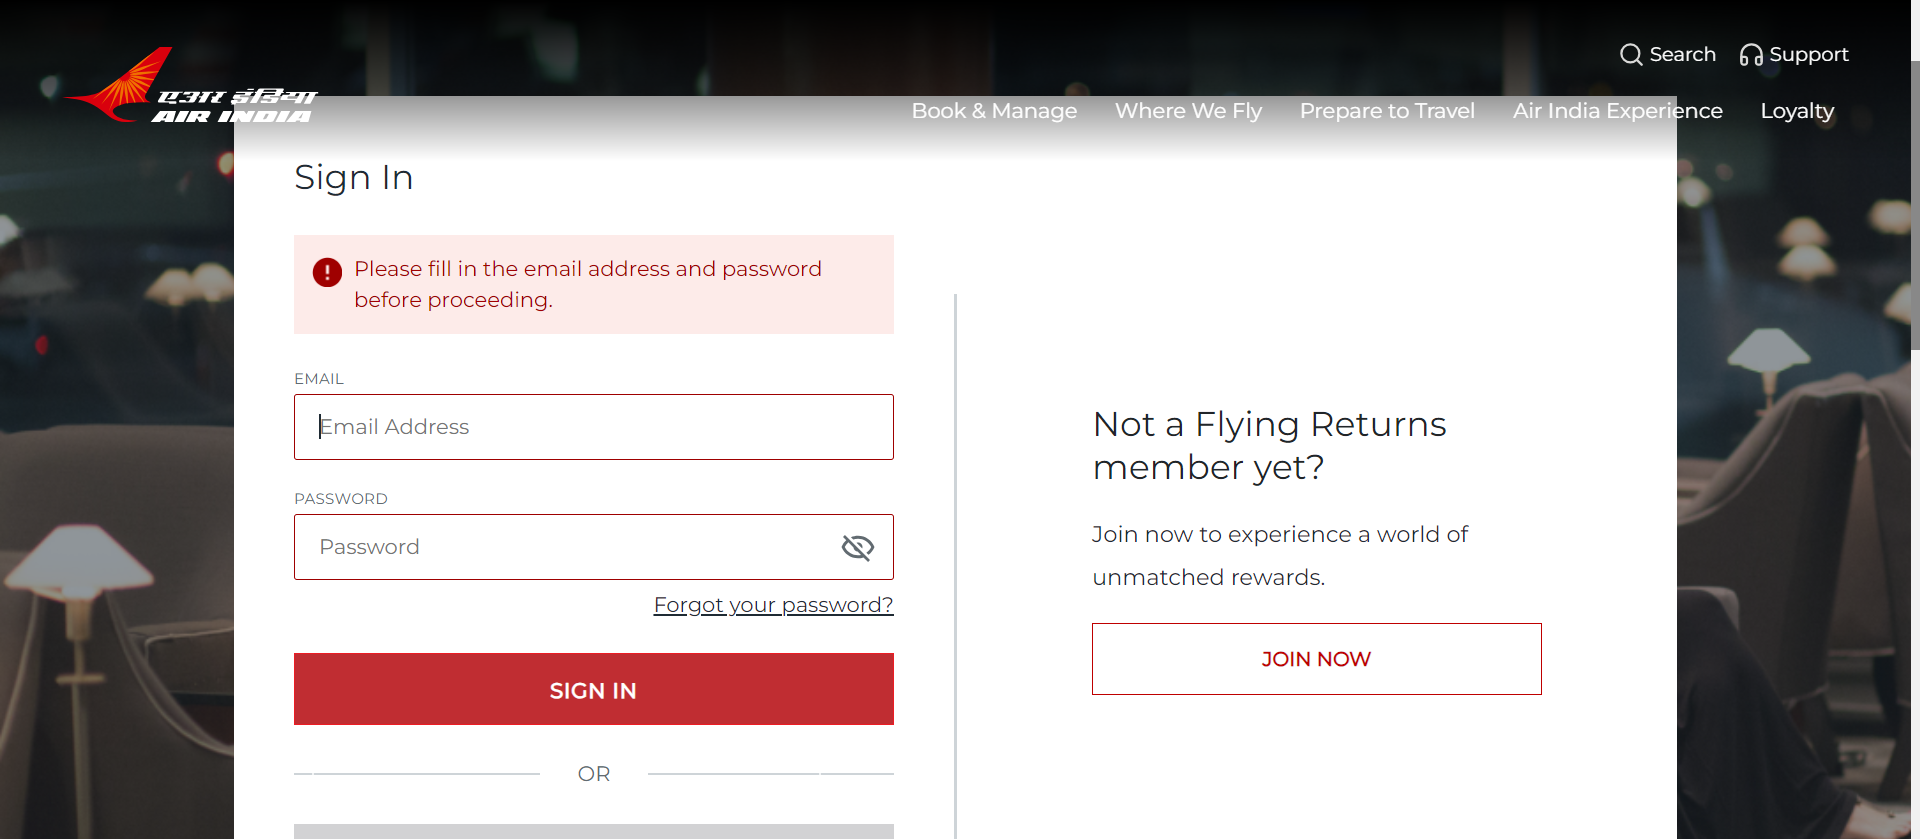 एअर इंडिया
AIR INDIA
Search
Support
Book & Manage
Where We Fly
Prepare to Travel
Air India Experience
Loyalty
Sign In
Please fill in the email address and password
before proceeding.
EMAIL
Email Address
PASSWORD
Password
Forgot your password?
SIGN IN
OR
Not a Flying Returns
member yet?
Join now to experience a world of
unmatched rewards.
JOIN NOW